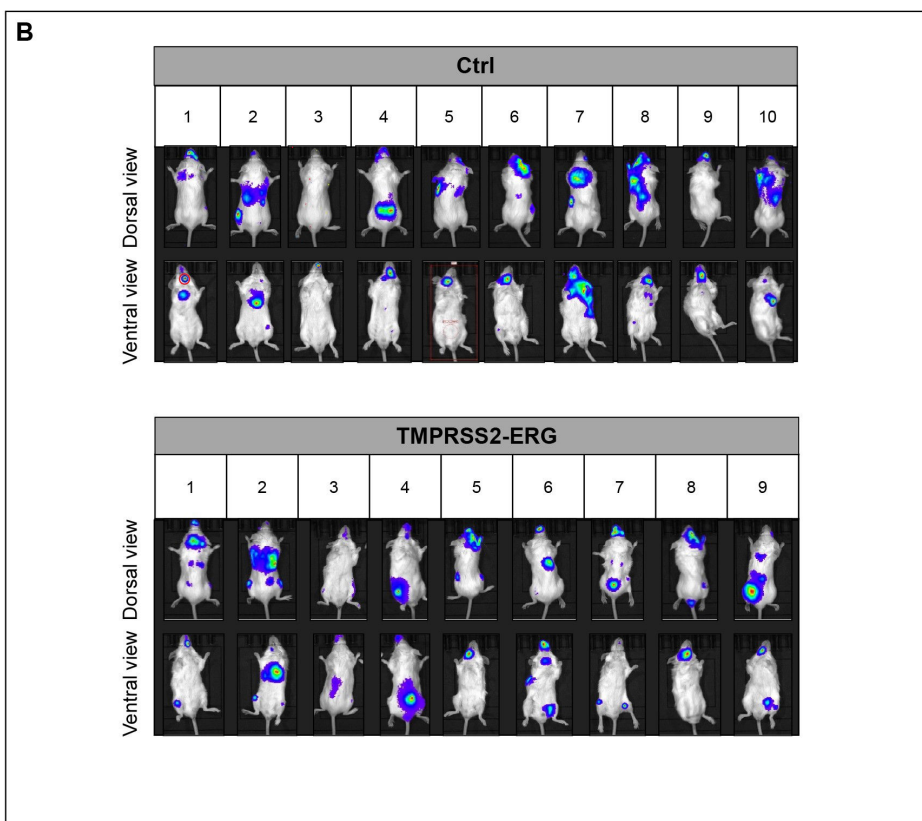 B
Ctrl
1 2 3 4 5 6 7 8 9 10
Dorsal view
Ventral view
TMPRSS2-ERG
1 2 3 4 5 6 7 8 9
Dorsal view
Ventral view